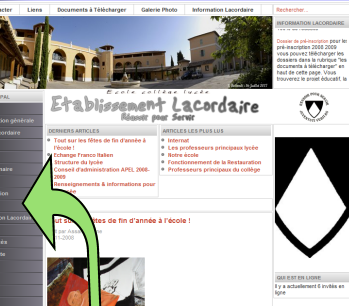 Liens
Documents à Télécharger
Galerie Photo
Information Lacordaire
Rechercher...
INFORMATION LACORDAIRE
Dossier de pré-inscription pour les
pré-inscription 2008 2009
vous pouvez télécharger les
dossiers dans la rubrique "les
documents à télécharger" en
haut de cette page. Vous
trouverez le projet éducatif, la
École collège lycée
Etablissement Lacordaire
Réussir pour Servir
DERNIERS ARTICLES
Tout sur les fêtes de fin d'année à
l'école !
Echange Franco Italien
Structure du lycée
Conseil d'administration APEL 2008-
2009
Renseignements & informations pour
ARTICLES LES PLUS LUS
Internat
Les professeurs principaux lycée
Notre école
Fonctionnement de la Restauration
Professeurs principaux du collège
de fin d'année à l'école !
QUI EST EN LIGNE
Il y a actuellement 6 invités en
ligne